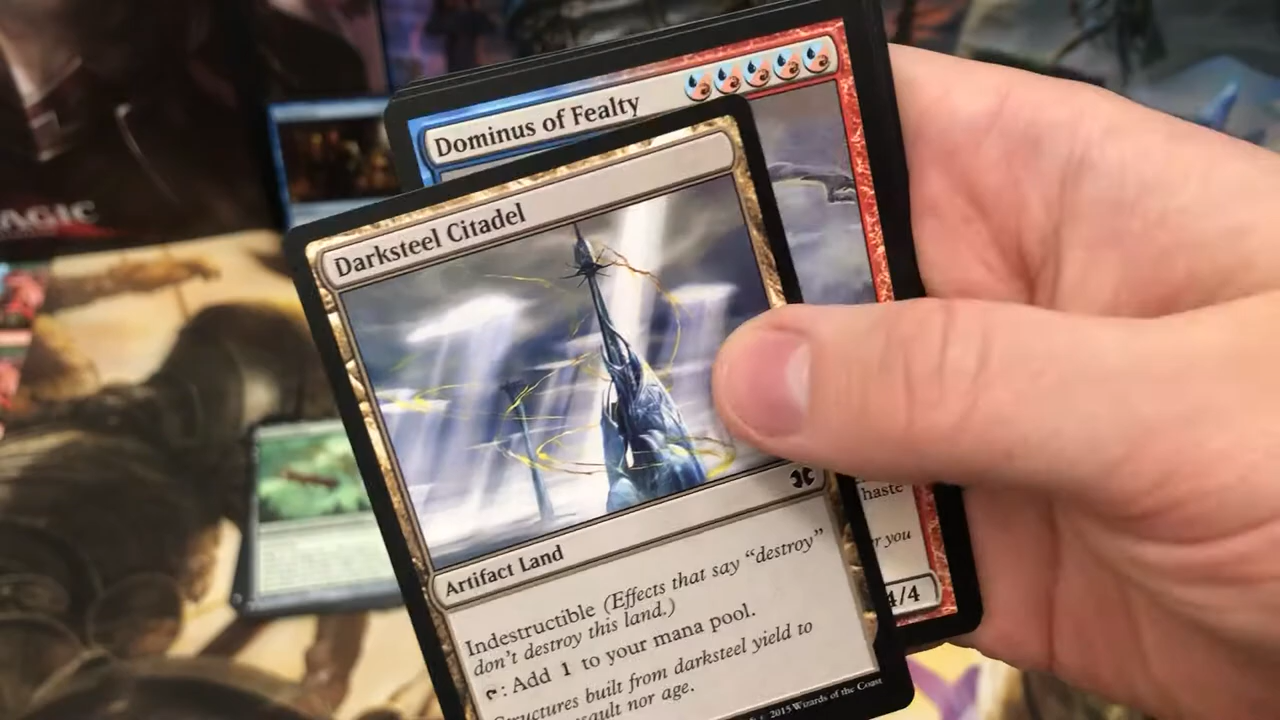 MAGIC
Dominus of Fealty
Darksteel Citadel
haste
you
4/4
Artifact Land
Indestructible (Effects that say “destroy”
don't destroy this land.)
: Add 1 to your mana pool.
Structures built from darksteel yield to
nor age.
2015 Wizards of the Coast